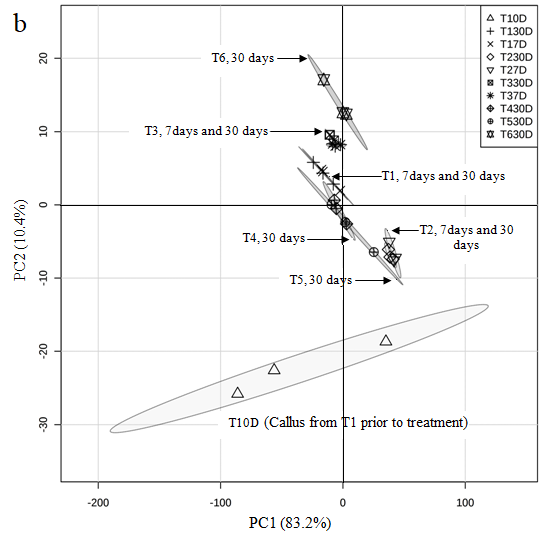 b
T10D
T130D
T17D
T230D
T27D
T330D
T37D
T430D
T530D
T630D
T6, 30 days
T3, 7days and 30 days
T1, 7days and 30 days
T2, 7days and 30
days
T4, 30 days
T5, 30 days
T10D (Callus from T1 prior to treatment)
20
10
0
-10
-20
-30
PC2 (10.4%)
-200
-100
0
100
PC1 (83.2%)